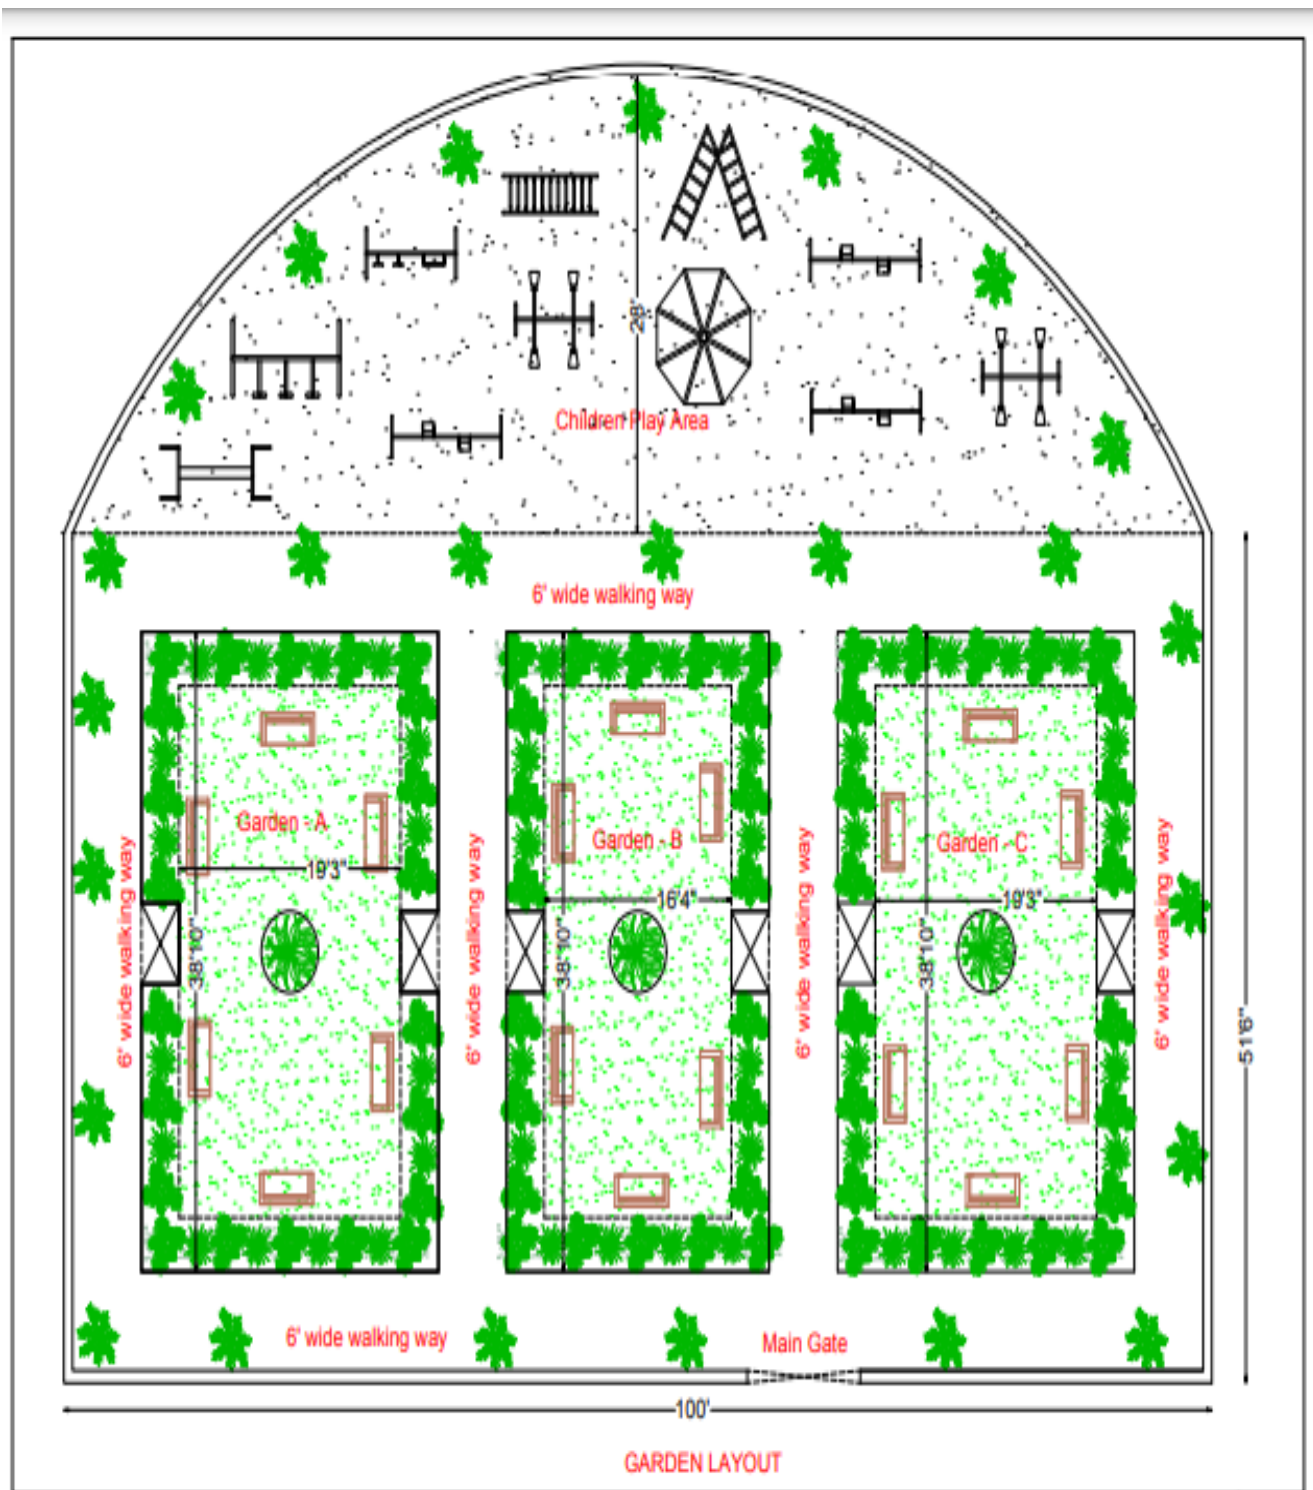 28'
Children Play Area
6' wide walking way
Garden - A
Garden - B
Garden - C
19'3"
16'4"
19'3"
38'10"
38'10"
38'10"
6' wide walking way
6' wide walking way
6' wide walking way
6' wide walking way
51'6"
6' wide walking way
Main Gate
100'
GARDEN LAYOUT